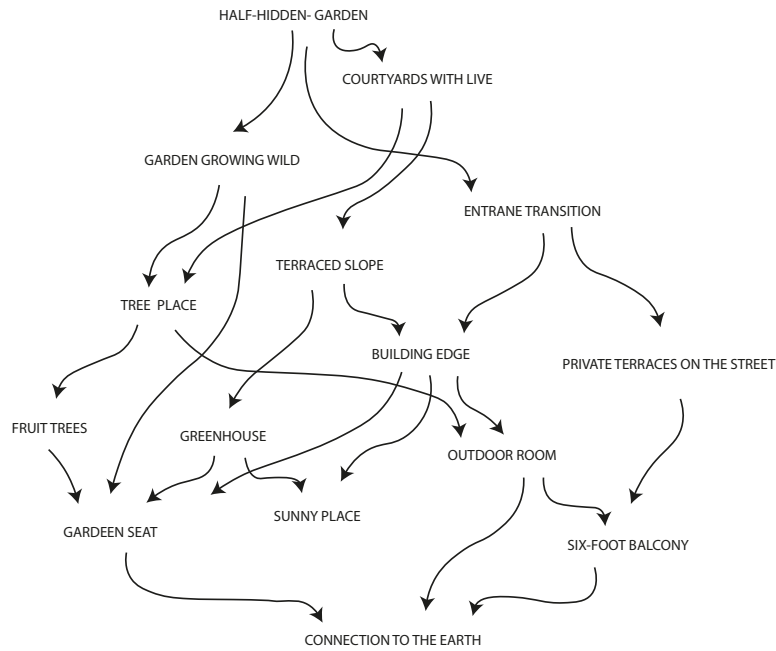 HALF-HIDDEN- GARDEN
COURTYARDS WITH LIVE
GARDEN GROWING WILD
ENTRANE TRANSITION
TERRACED SLOPE
TREE PLACE
BUILDING EDGE
PRIVATE TERRACES ON THE STREET
FRUIT TREES
GREENHOUSE
OUTDOOR ROOM
SUNNY PLACE
GARDEEN SEAT
SIX-FOOT BALCONY
CONNECTION TO THE EARTH